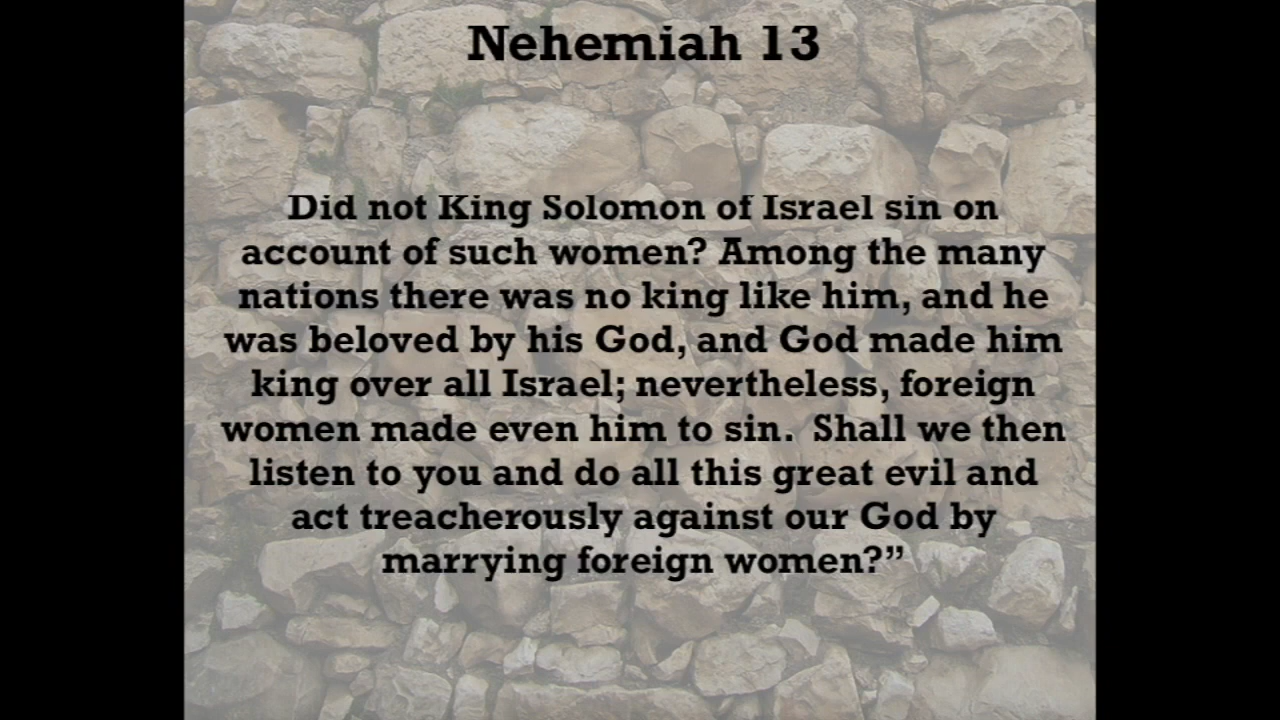 Nehemiah 13
Did not King Solomon of Israel sin on
account of such women? Among the many
nations there was no king like him, and he
was beloved by his God, and God made him
king over all Israel; nevertheless, foreign
women made even him to sin.  Shall we then
listen to you and do all this great evil and
act treacherously against our God by
marrying foreign women?”